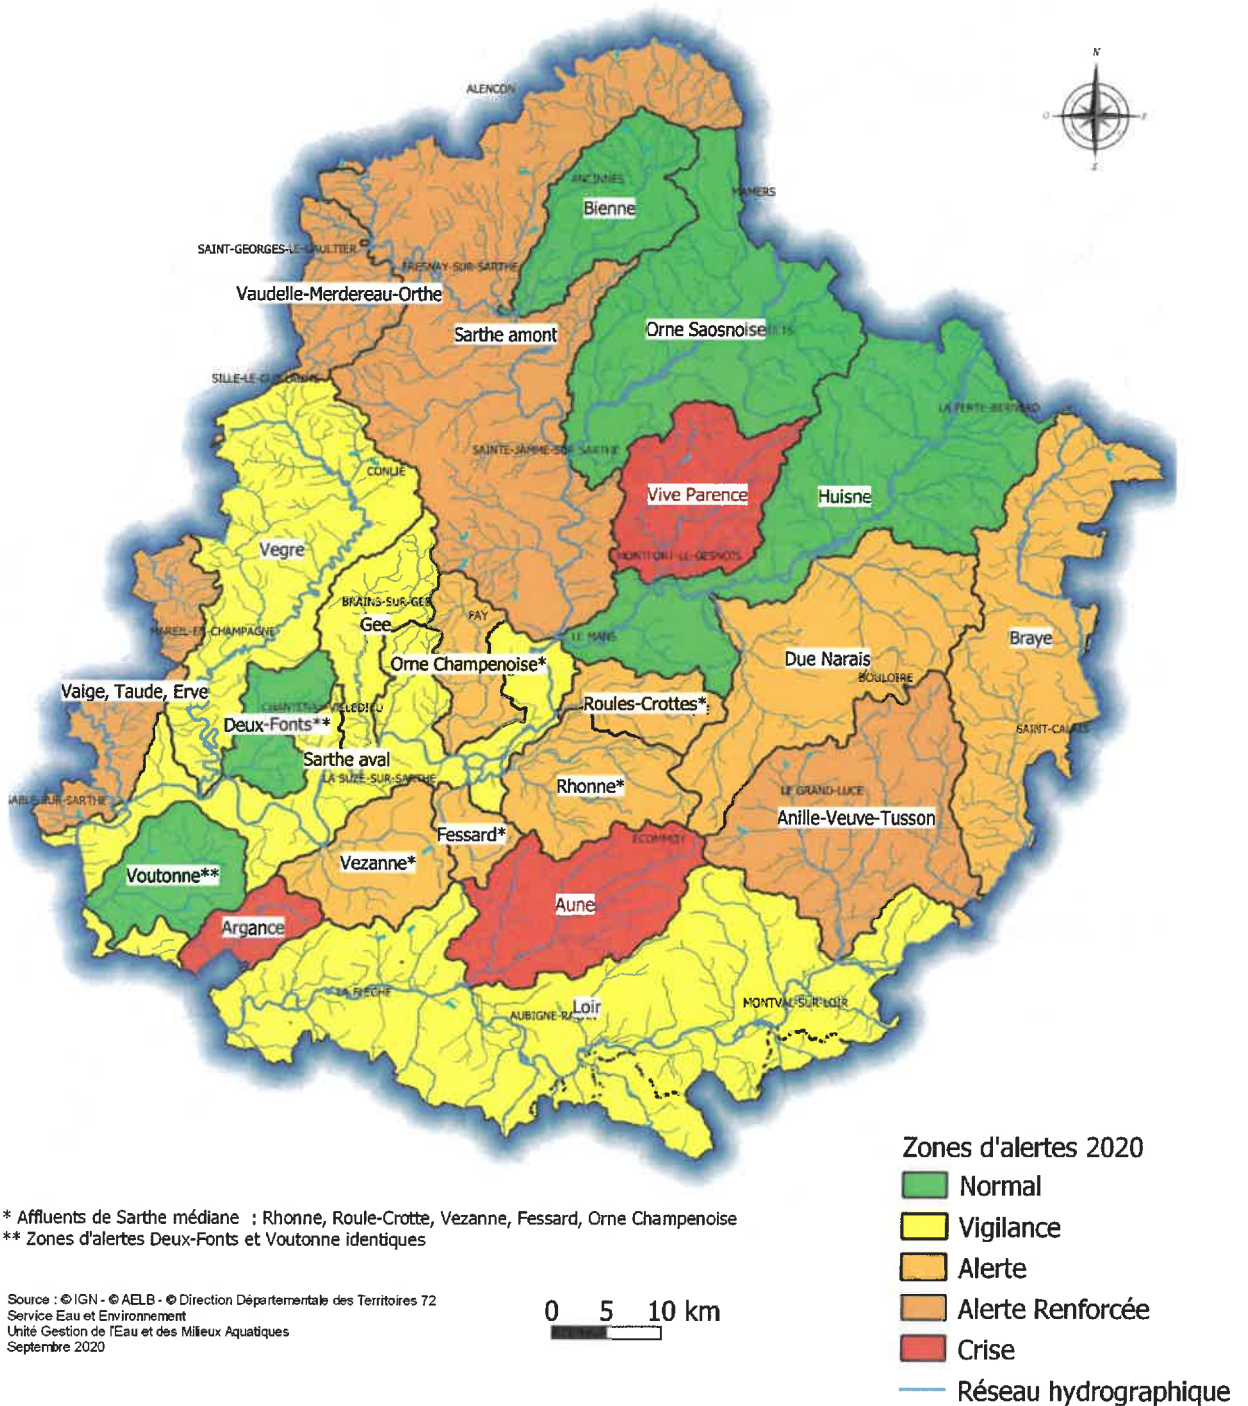 N
ALENCON
O
E
S
ANCINNES
MAMERS
Bienne
SAINT-GEORGES-LE-GAULTIER
FRESNAY-SUR-SARTHE
Vaudelle-Merdereau-Orthe
Sarthe amont
Orne Saosnoise
SILLE-LE-GUILLAUME
LA FERTE-BERNARD
SAINTE-JAMME-SUR-SARTHE
CONLIE
Vive Parence
Huisne
Vegre
MONTFORT-LE-GESNOIS
BRAINS-SUR-GEE
FAY
Gee
MAREIL-EN-CHAMPAGNE
LE MANS
Braye
Orne Champenoise*
Due Narais
BOULOIRE
Vaige, Taude, Erve
Roules-Crottes*
Deux-Fonts**
SAINT-CALAIS
Sarthe aval
LA SUZE-SUR-SARTHE
Rhonne*
LE GRAND-LUCE
SABLE-SUR-SARTHE
Anille-Veuve-Tusson
Fessard*
ECOMMOY
Vezanne*
Voutonne**
Aune
Argance
LA FLECHE
Loir
MONTVAL-SUR-LOIR
Zones d'alertes 2020
Normal
Vigilance
Alerte
Alerte Renforcée
Crise
Réseau hydrographique
* Affluents de Sarthe médiane : Rhonne, Roule-Crotte, Vezanne, Fessard, Orne Champenoise
** Zones d'alertes Deux-Fonts et Voutonne identiques
Source : © IGN - © AELB - © Direction Départementale des Territoires 72
Service Eau et Environnement
Unité Gestion de l'Eau et des Milieux Aquatiques
Septembre 2020
0 5 10 km